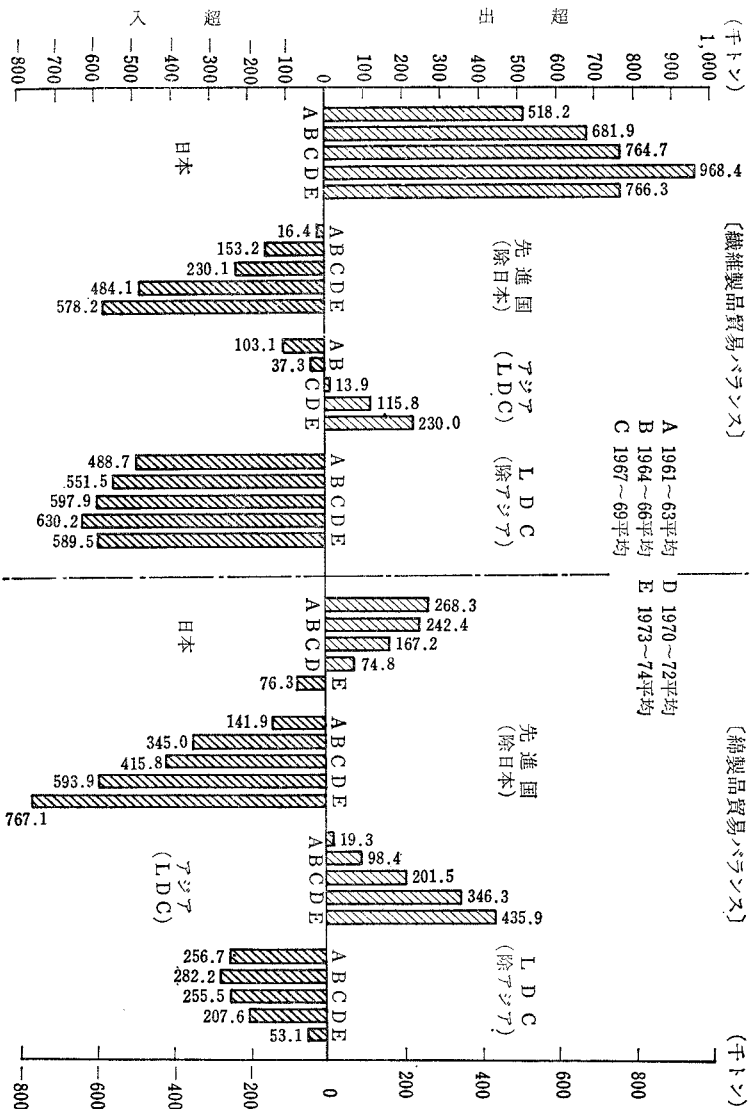 〔繊維製品貿易バランス〕
〔綿製品貿易バランス〕
(千トン)
出超
入超
1,000
800
700
600
500
400
300
200
100
0
－100
－200
－300
－400
－500
－600
－700
－800
A 1961～63平均
B 1964～66平均
C 1967～69平均
D 1970～72平均
E 1973～74平均
日本
A B C D E
518.2
681.9
764.7
968.4
766.3
先進国
(除日本)
A B C D E
16.4
153.2
230.1
484.1
578.2
アジア
(LDC)
A B C D E
103.1
37.3
13.9
115.8
230.0
LDC
(除アジア)
A B C D E
488.7
551.5
597.9
630.2
589.5
日本
A B C D E
268.3
242.4
167.2
74.8
76.3
先進国
(除日本)
A B C D E
141.9
345.0
415.8
593.9
767.1
アジア
(LDC)
A B C D E
19.3
98.4
201.5
346.3
435.9
LDC
(除アジア)
A B C D E
256.7
282.2
255.5
207.6
53.1
(千トン)
800
600
400
200
0
－200
－400
－600
－800